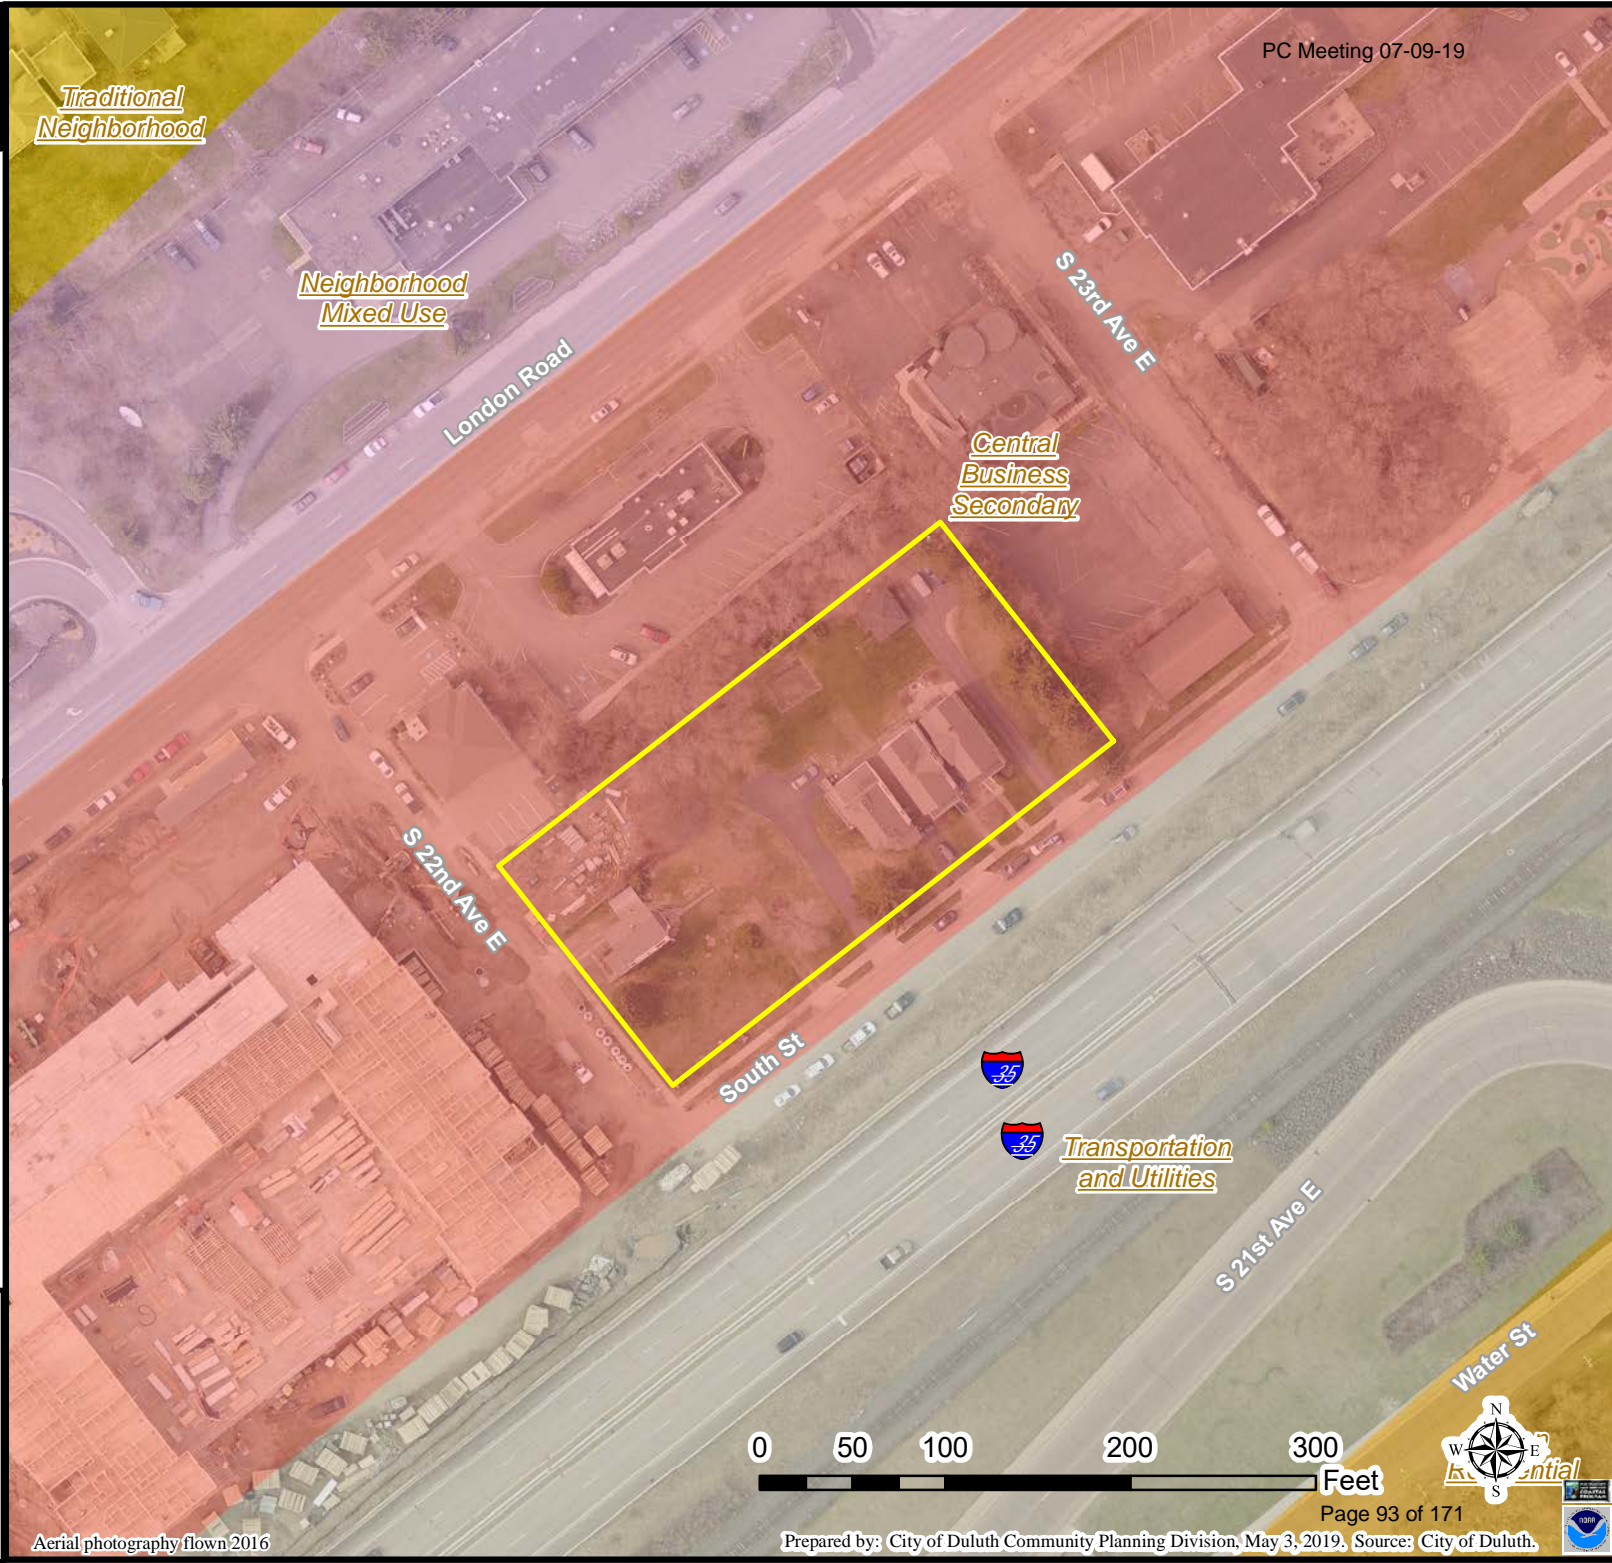 PC Meeting 07-09-19
Traditional
Neighborhood
Neighborhood
Mixed Use
London Road
S 23rd Ave E
Central
Business
Secondary
S 22nd Ave E
South St
35
35
Transportation
and Utilities
S 21st Ave E
Water St
N
W E
S
0 50 100 200 300
Feet
Page 93 of 171
Aerial photography flown 2016
Prepared by: City of Duluth Community Planning Division, May 3, 2019. Source: City of Duluth.
NOAA